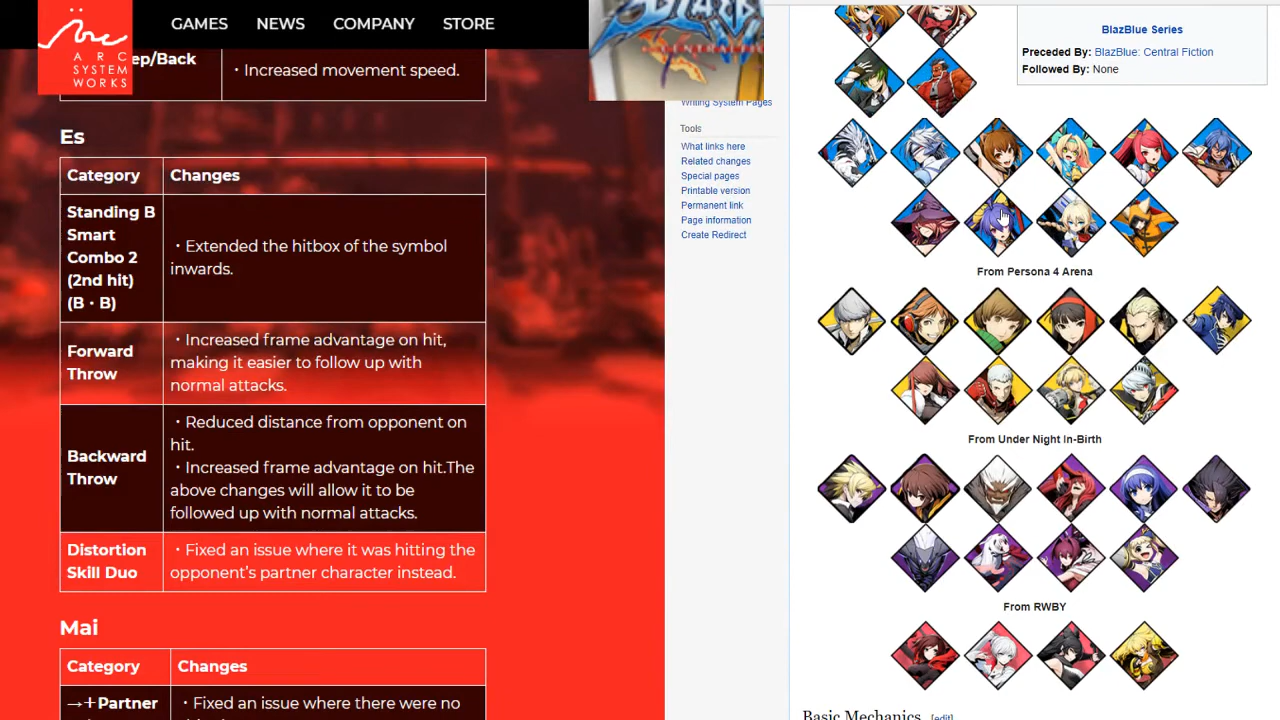 ARC
SYSTEM
WORKS
GAMES NEWS COMPANY STORE
ep/Back
・Increased movement speed.
Es
Category Changes
Standing B
Smart
Combo 2
(2nd hit)
(B・B)
・Extended the hitbox of the symbol
inwards.
Forward
Throw
・Increased frame advantage on hit,
making it easier to follow up with
normal attacks.
Backward
Throw
・Reduced distance from opponent on
hit.
・Increased frame advantage on hit.The
above changes will allow it to be
followed up with normal attacks.
Distortion
Skill Duo
・Fixed an issue where it was hitting the
opponent's partner character instead.
Mai
Category Changes
→+Partner
・Fixed an issue where there were no
Writing System Pages
Tools
What links here
Related changes
Special pages
Printable version
Permanent link
Page information
Create Redirect
BlazBlue Series
Preceded By: BlazBlue: Central Fiction
Followed By: None
From Persona 4 Arena
From Under Night In-Birth
From RWBY
Basic Mechanics [edit]